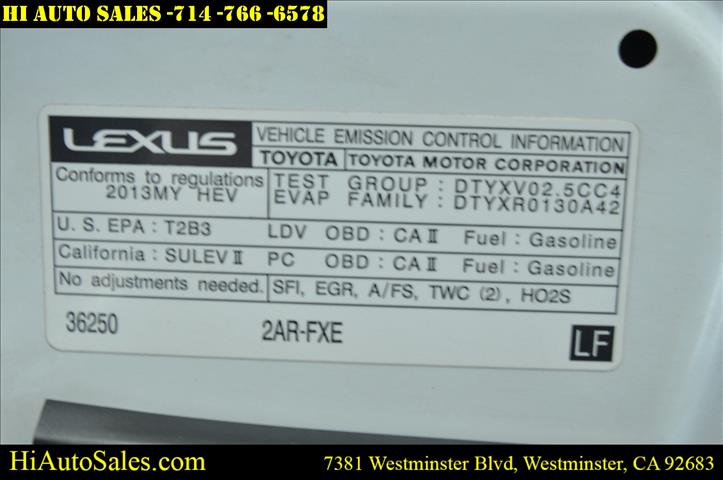 HI AUTO SALES -714 -766 -6578
LEXUS VEHICLE EMISSION CONTROL INFORMATION
TOYOTA TOYOTA MOTOR CORPORATION
Conforms to regulations TEST GROUP : DTYXV02.5CC4
2013MY HEV EVAP FAMILY : DTYXR0130A42
U. S. EPA : T2B3 LDV OBD : CA II Fuel : Gasoline
California : SULEV II PC OBD : CA II Fuel : Gasoline
No adjustments needed. SFI, EGR, A/FS, TWC (2), HO2S
36250 2AR-FXE LF
HiAutoSales.com 7381 Westminster Blvd, Westminster, CA 92683